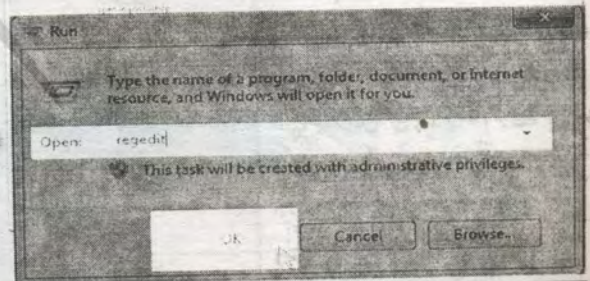 Run
Type the name of a program, folder, document, or Internet
resource, and Windows will open it for you.
Open: regedit
This task will be created with administrative privileges.
OK Cancel Browse...